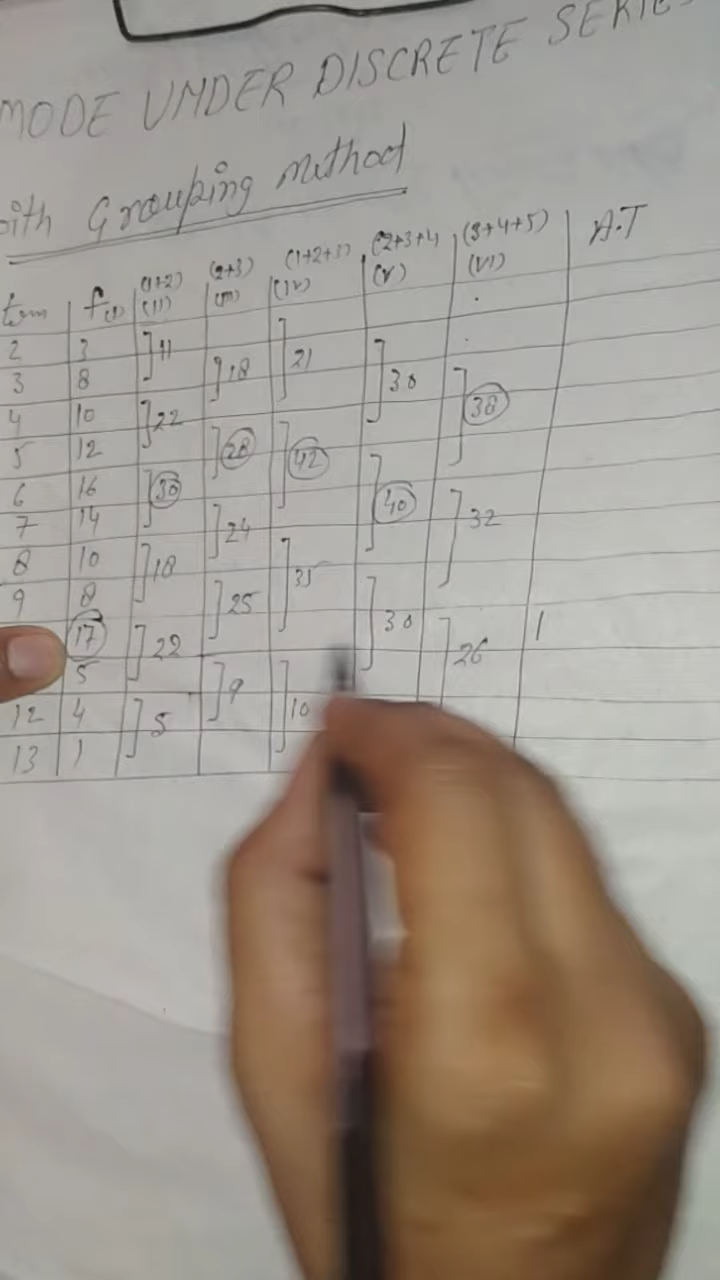 MODE UNDER DISCRETE SERIES
with Grouping method
term f(I) (1+2) (II) (2+3) (III) (1+2+3) (IV) (2+3+4 (V) (3+4+5) (VI) A.T
2 3 11 21
3 8 18 30
4 10 22 38
5 12 28 42
6 16 30 40
7 14 24 32
8 10 18 35
9 8 25 30
17 22 26 1
5 9
12 4 5 10
13 1